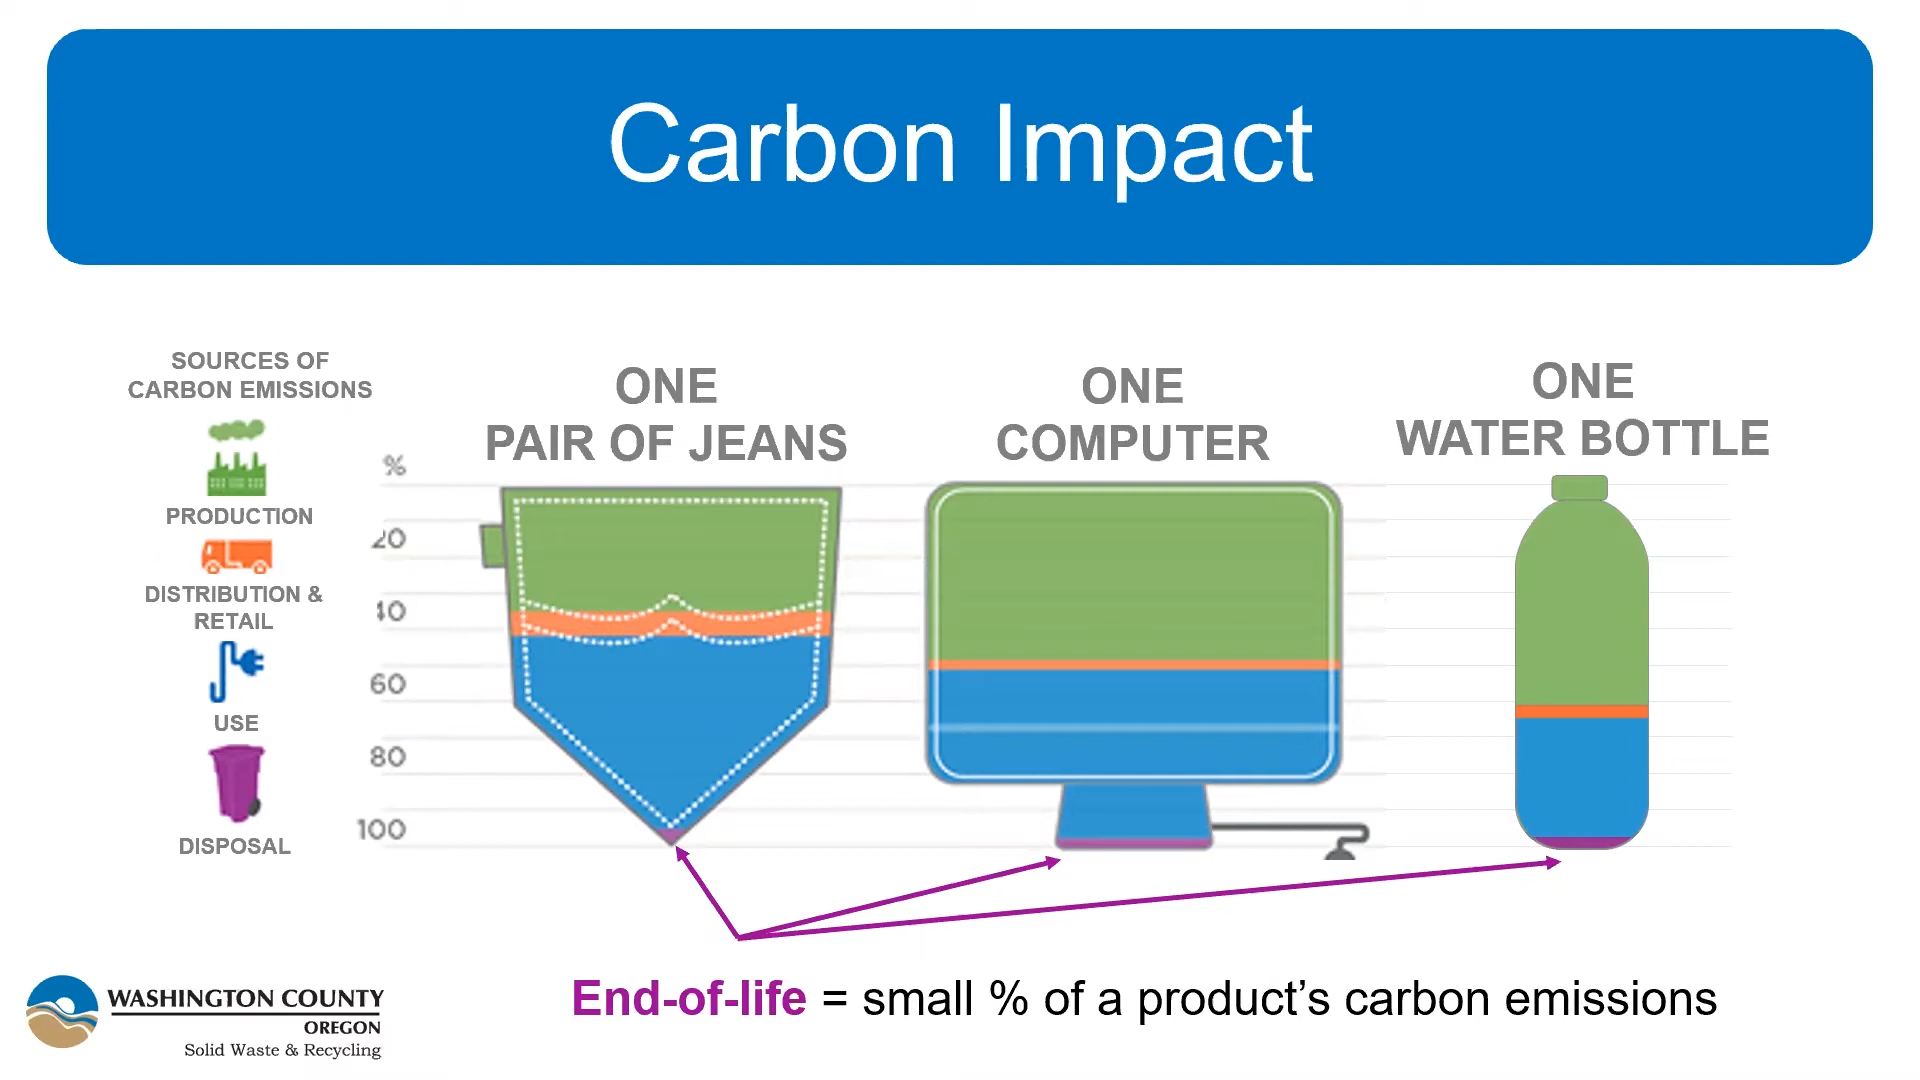 Carbon Impact
SOURCES OF
CARBON EMISSIONS
PRODUCTION
DISTRIBUTION &
RETAIL
USE
DISPOSAL
%
20
40
60
80
100
ONE
PAIR OF JEANS
ONE
COMPUTER
ONE
WATER BOTTLE
End-of-life = small % of a product’s carbon emissions
WASHINGTON COUNTY
OREGON
Solid Waste & Recycling